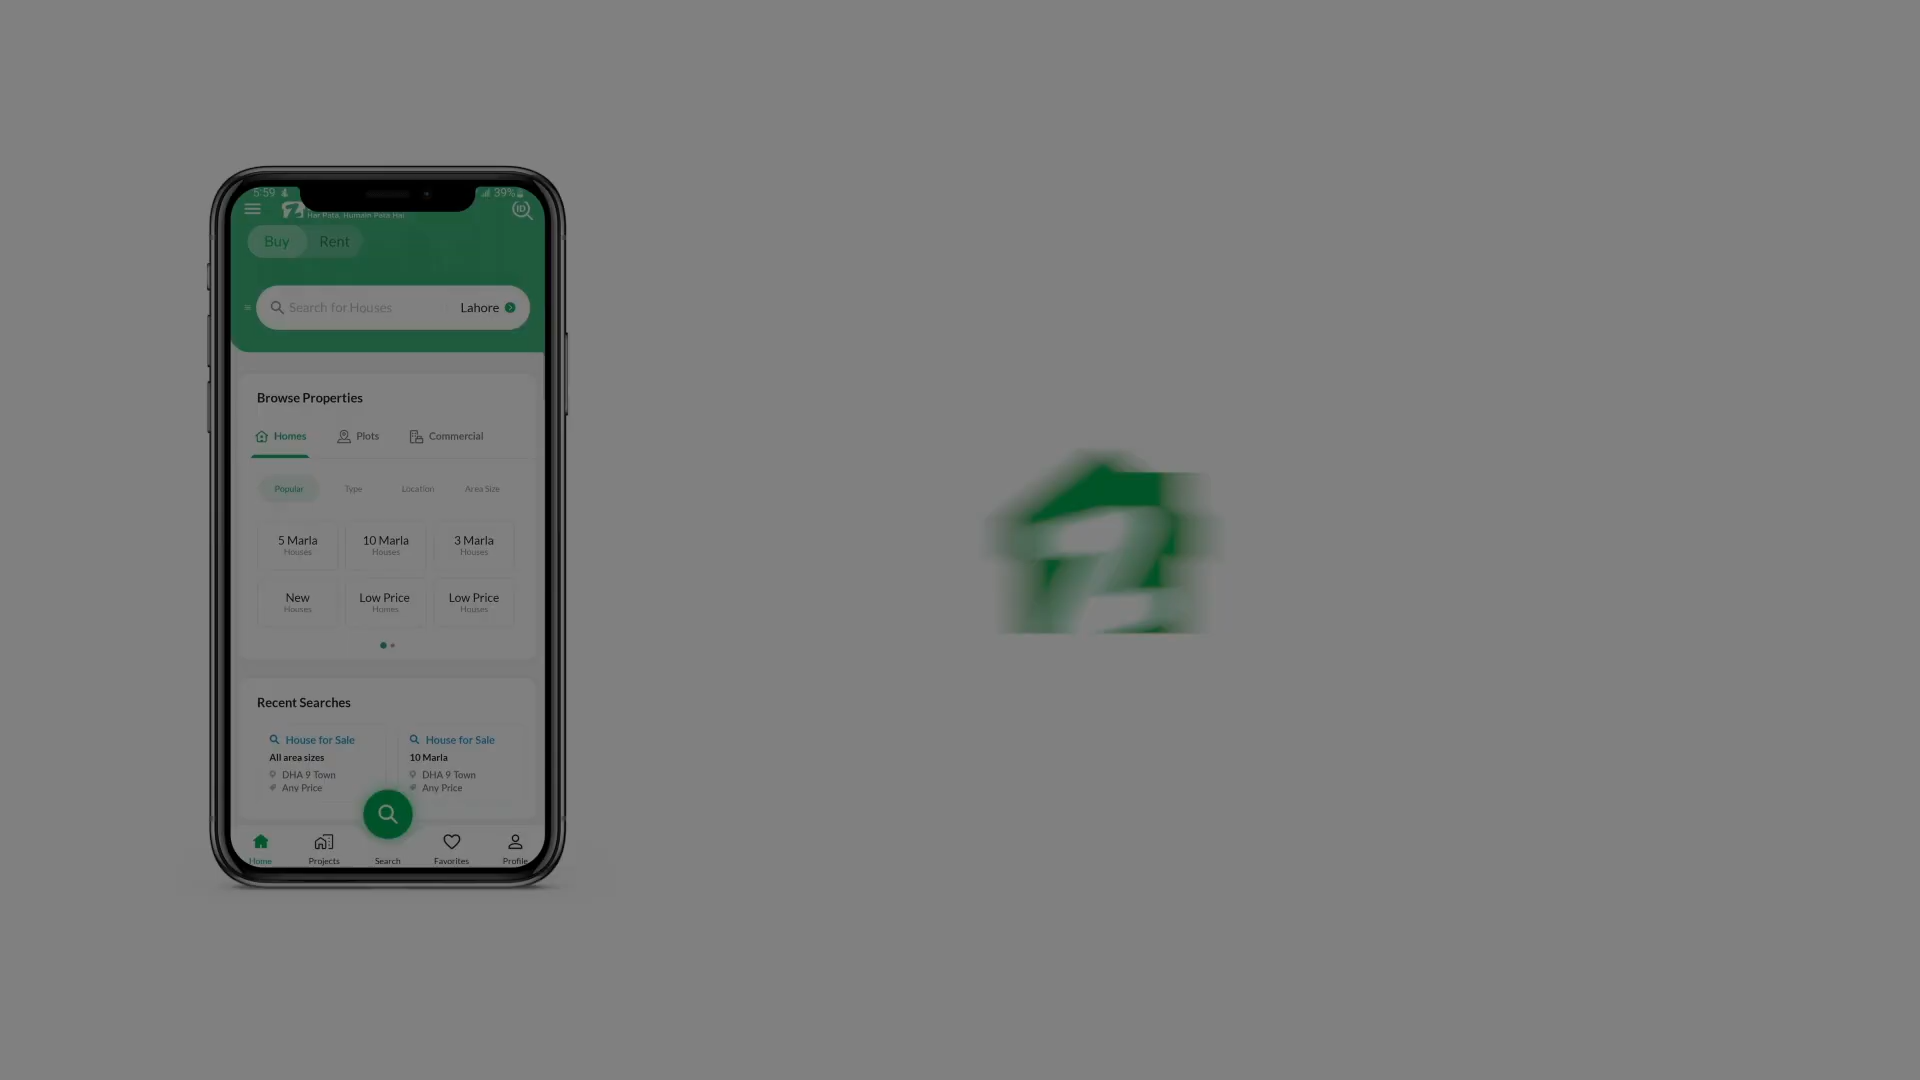 5:59 39%
Har Pata, Humain Pata Hai
Buy Rent
Search for Houses Lahore
Browse Properties
Homes Plots Commercial
Popular Type Location Area Size
5 Marla 10 Marla 3 Marla
Houses Houses Houses
New Low Price Low Price
Houses Homes Houses
Recent Searches
House for Sale House for Sale
All area sizes 10 Marla
DHA 9 Town DHA 9 Town
Any Price Any Price
Home Projects Search Favorites Profile